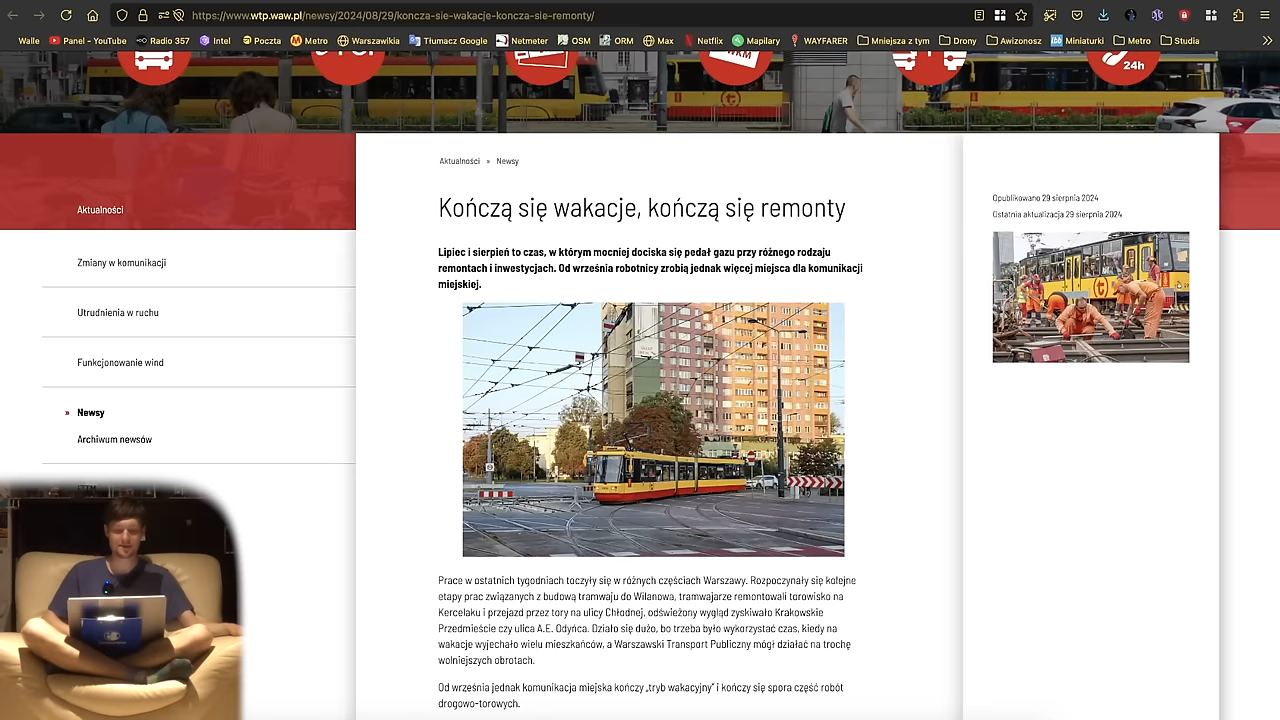 https://www.wtp.waw.pl/newsy/2024/08/29/koncza-sie-wakacje-koncza-sie-remonty/
Walle Panel - YouTube Radio 357 Intel Poczta Metro Warszawikia Tłumacz Google Netmeter OSM ORM Max Netflix Mapilary WAYFARER Mniejsza z tym Drony Awizonosz Miniaturki Metro Studia
24h
Aktualności » Newsy
Aktualności
Zmiany w komunikacji
Utrudnienia w ruchu
Funkcjonowanie wind
» Newsy
Archiwum newsów
Kończą się wakacje, kończą się remonty
Lipiec i sierpień to czas, w którym mocniej dociska się pedał gazu przy różnego rodzaju
remontach i inwestycjach. Od września robotnicy zrobią jednak więcej miejsca dla komunikacji
miejskiej.
Prace w ostatnich tygodniach toczyły się w różnych częściach Warszawy. Rozpoczynały się kolejne
etapy prac związanych z budową tramwaju do Wilanowa, tramwajarze remontowali torowisko na
Kercelaku i przejazd przez tory na ulicy Chłodnej, odświeżony wygląd zyskiwało Krakowskie
Przedmieście czy ulica A.E. Odyńca. Działo się dużo, bo trzeba było wykorzystać czas, kiedy na
wakacje wyjechało wielu mieszkańców, a Warszawski Transport Publiczny mógł działać na trochę
wolniejszych obrotach.
Od września jednak komunikacja miejska kończy „tryb wakacyjny” i kończy się spora część robót
drogowo-torowych.
Opublikowano 29 sierpnia 2024
Ostatnia aktualizacja 29 sierpnia 2024